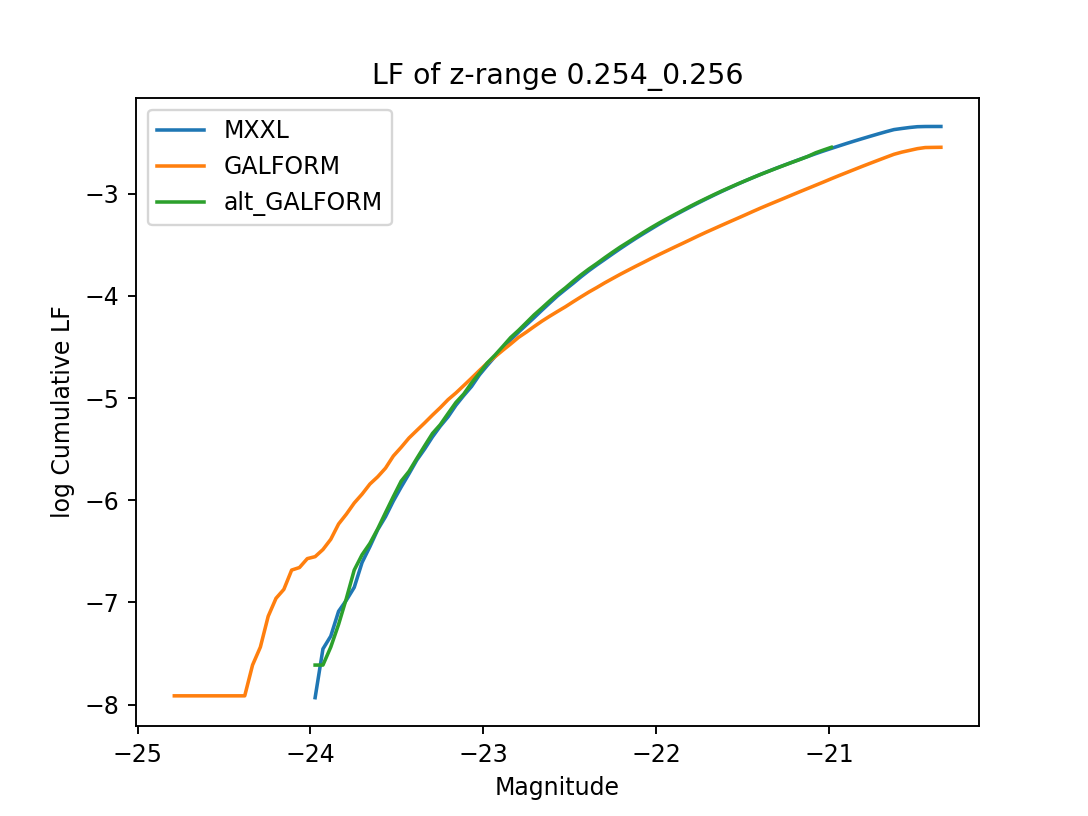 LF of z-range 0.254_0.256
MXXL
GALFORM
alt_GALFORM
log Cumulative LF
−3
−4
−5
−6
−7
−8
−25
−24
−23
−22
−21
Magnitude